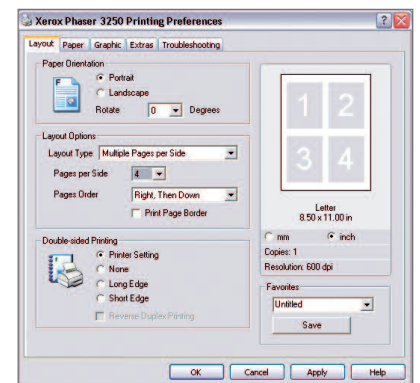 Xerox Phaser 3250 Printing Preferences
Layout Paper Graphic Extras Troubleshooting
Paper Orientation
Portrait
Landscape
Rotate 0 Degrees
Layout Options
Layout Type Multiple Pages per Side
Pages per Side 4
Pages Order Right, Then Down
Print Page Border
Double-sided Printing
Printer Setting
None
Long Edge
Short Edge
Reverse Duplex Printing
1 2
3 4
Letter
8.50 x 11.00 in
mm inch
Copies: 1
Resolution: 600 dpi
Favorites
Untitled
Save
OK Cancel Apply Help